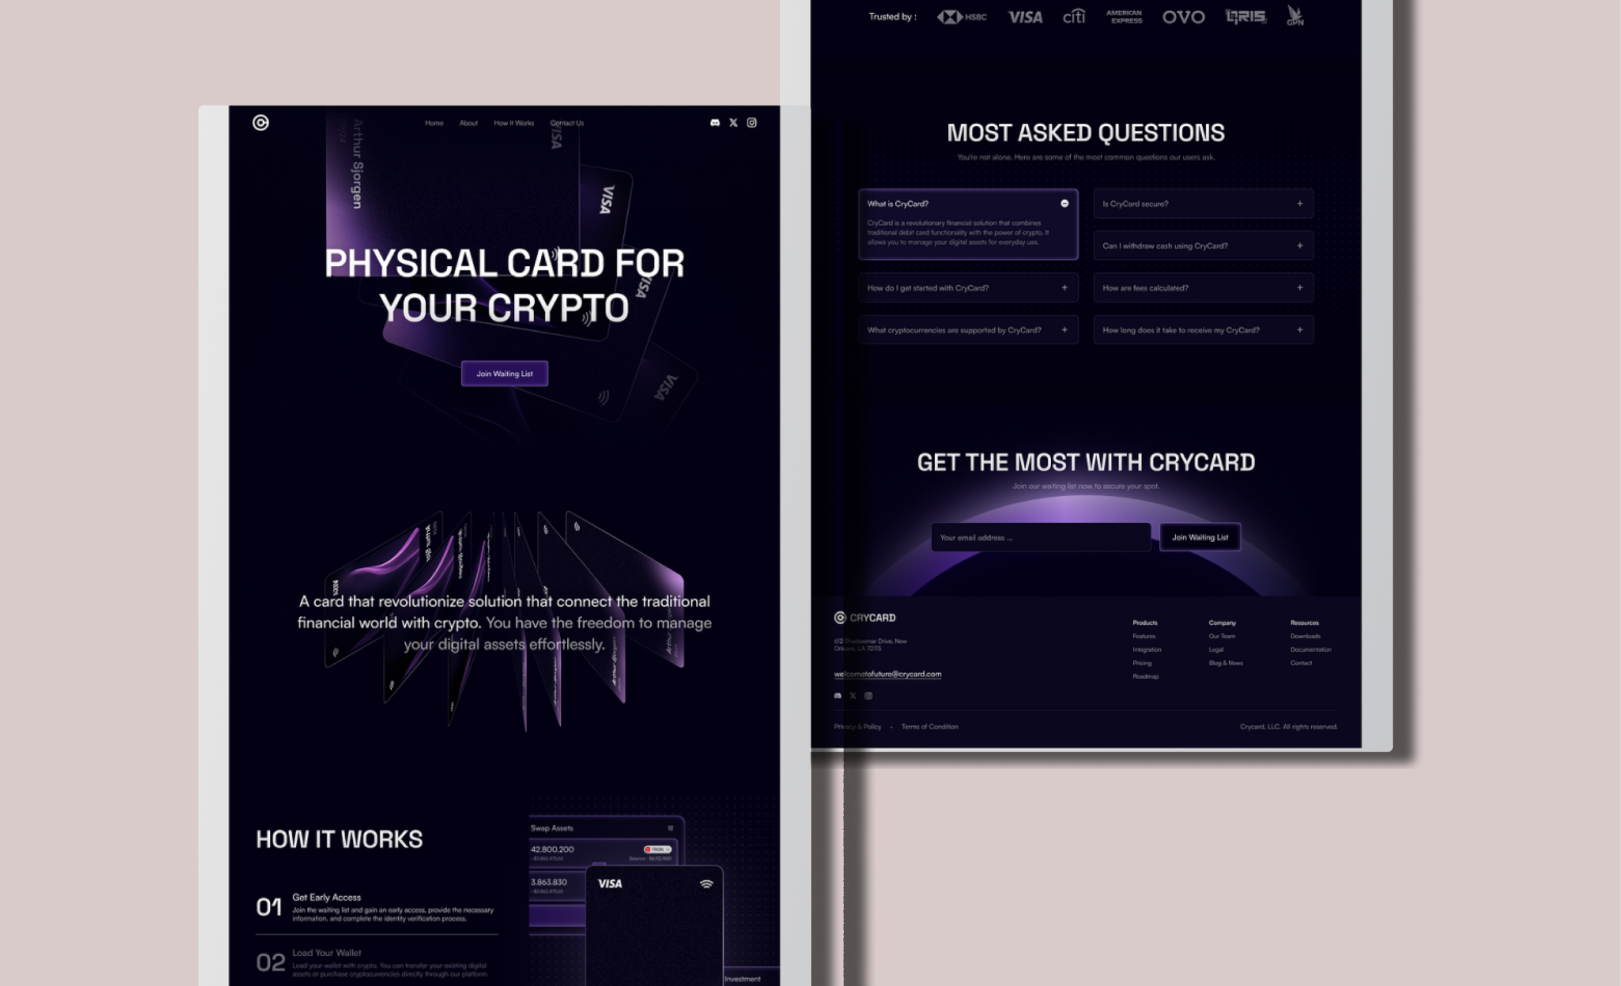 Home About How It Works Contact Us
Arthur Sjorgen
VISA
VISA
PHYSICAL CARD FOR
YOUR CRYPTO
VISA
Join Waiting List
VISA
A card that revolutionize solution that connect the traditional
financial world with crypto. You have the freedom to manage
your digital assets effortlessly.
HOW IT WORKS
01 Get Early Access
Join the waiting list and gain an early access, provide the necessary
information, and complete the identity verification process.
02 Load Your Wallet
Load your wallet with crypto. You can transfer your existing digital
assets or purchase cryptocurrencies directly through our platform.
Swap Assets
42.800.200
3.863.830
VISA
Investment
Trusted by : HSBC VISA citi AMERICAN EXPRESS OVO QRIS GPN
MOST ASKED QUESTIONS
You're not alone. Here are some of the most common questions our users ask.
What is CryCard?
CryCard is a revolutionary financial solution that combines
traditional debit card functionality with the power of crypto. It
allows you to manage your digital assets for everyday use.
How do I get started with CryCard?
What cryptocurrencies are supported by CryCard?
Is CryCard secure?
Can I withdraw cash using CryCard?
How are fees calculated?
How long does it take to receive my CryCard?
GET THE MOST WITH CRYCARD
Join our waiting list now to secure your spot.
Your email address ...
Join Waiting List
CRYCARD
Drive, New
LA 70115
welcometofuture@crycard.com
Products
Features
Integration
Pricing
Roadmap
Company
Our Team
Legal
Blog & News
Resources
Downloads
Documentation
Contact
Privacy & Policy - Terms of Condition
Crycard, LLC. All rights reserved.